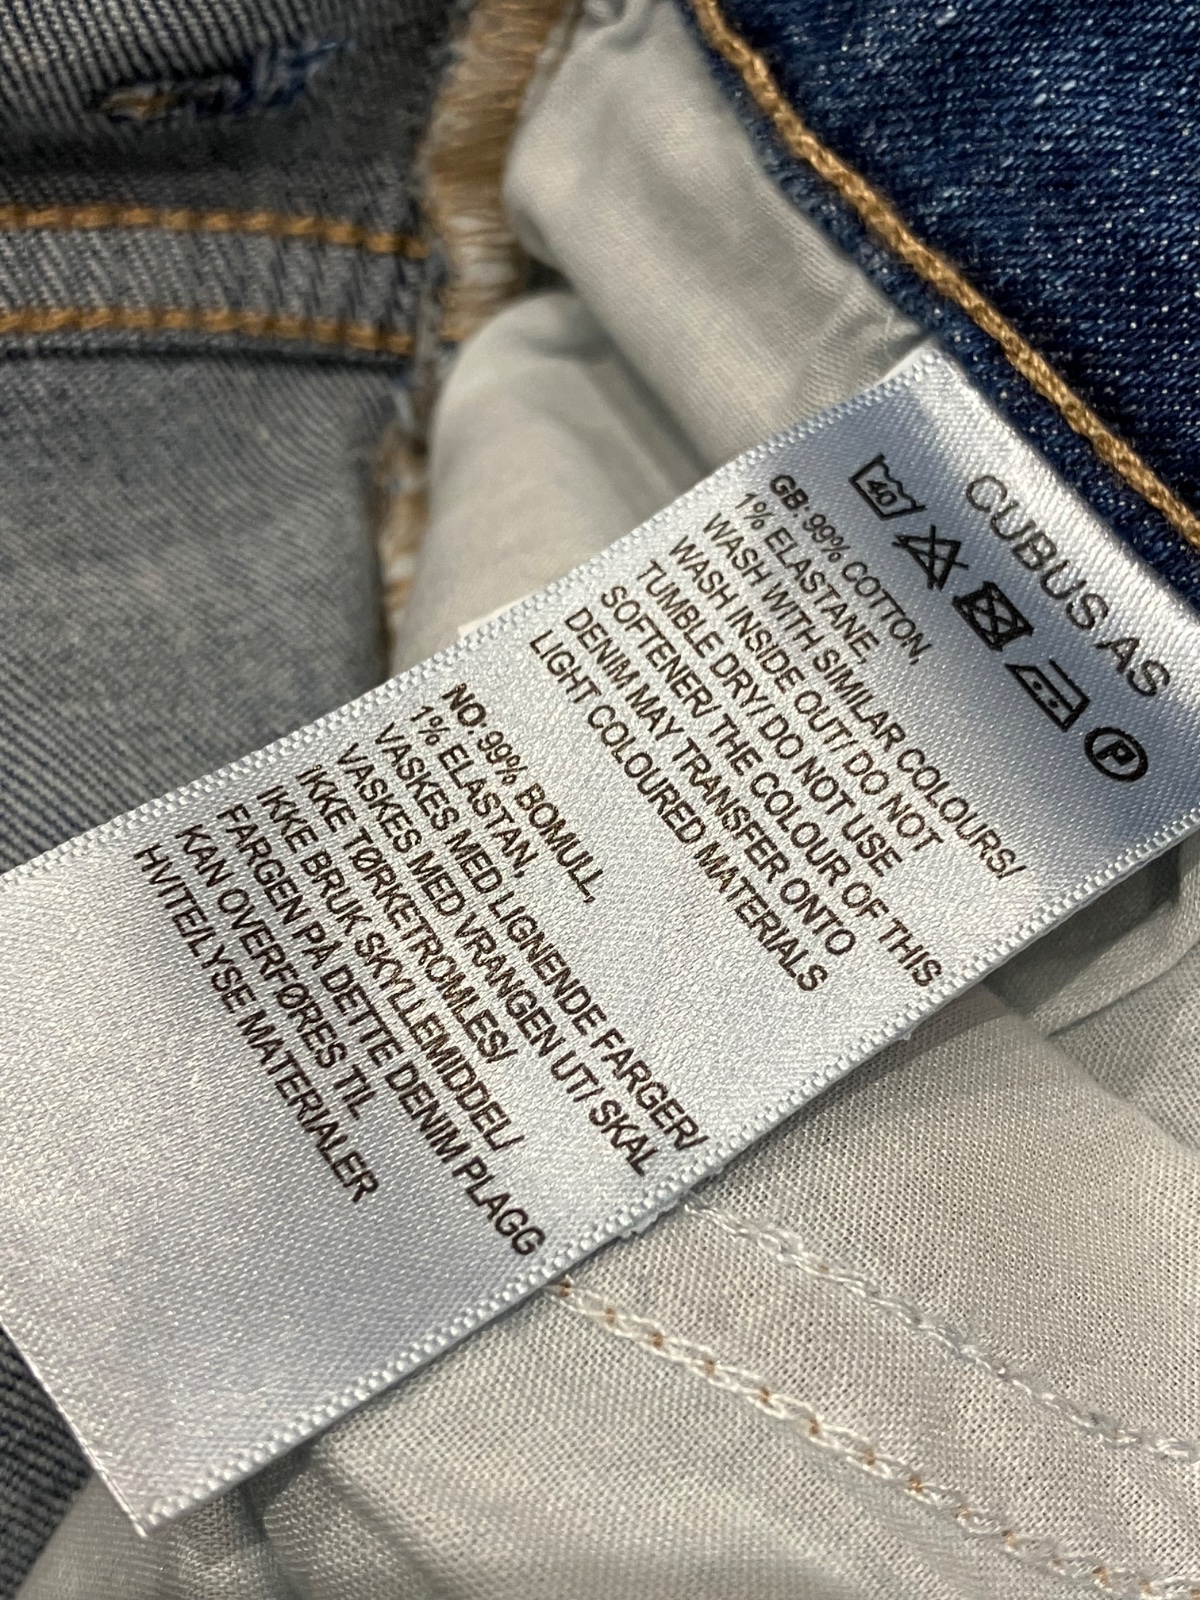 CUBUS AS
40
P
GB: 99% COTTON,
1% ELASTANE,
WASH WITH SIMILAR COLOURS/
WASH INSIDE OUT/ DO NOT
TUMBLE DRY/ DO NOT USE
SOFTENER/ THE COLOUR OF THIS
DENIM MAY TRANSFER ONTO
LIGHT COLOURED MATERIALS
NO: 99% BOMULL,
1% ELASTAN,
VASKES MED LIGNENDE FARGER/
VASKES MED VRANGEN UT/ SKAL
IKKE TØRKETROMLES/
IKKE BRUK SKYLLEMIDDEL/
FARGEN PÅ DETTE DENIM PLAGG
KAN OVERFØRES TIL
HVITE/LYSE MATERIALER